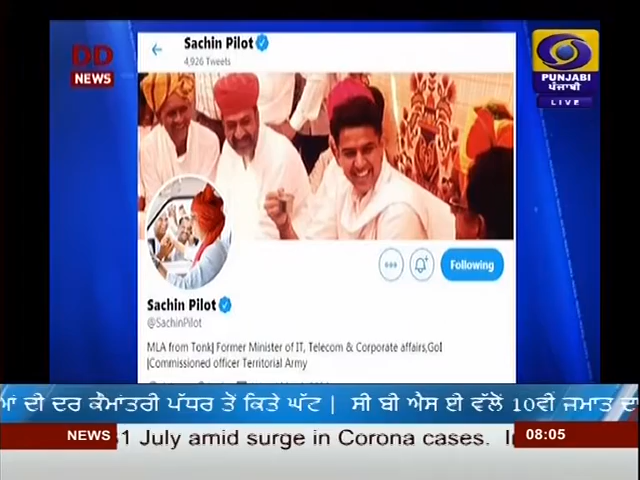 DD
NEWS
PUNJABI
ਪੰਜਾਬੀ
LIVE
Sachin Pilot
4,926 Tweets
Following
Sachin Pilot
@SachinPilot
MLA from Tonk| Former Minister of IT, Telecom & Corporate affairs,GoI
|Commissioned officer Territorial Army
ਮਾਂ ਦੀ ਦਰ ਕੌਮਾਂਤਰੀ ਪੱਧਰ ਤੋਂ ਕਿਤੇ ਘੱਟ | ਸੀ ਬੀ ਐਸ ਈ ਵੱਲੋਂ 10ਵੀਂ ਜਮਾਤ ਦਾ
NEWS
1 July amid surge in Corona cases.
08:05